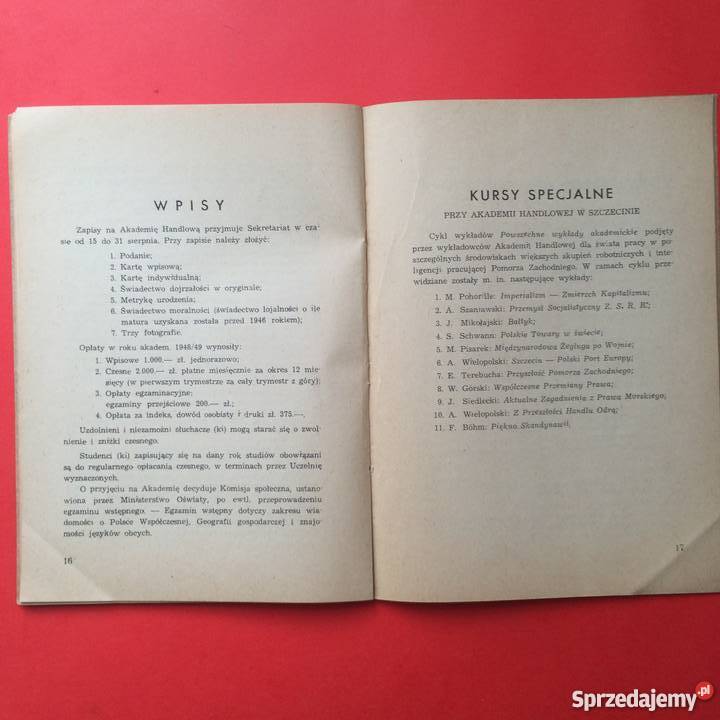 WPISY
Zapisy na Akademię Handlową przyjmuje Sekretariat w cza-
sie od 15 do 31 sierpnia. Przy zapisie należy złożyć:
1. Podanie;
2. Kartę wpisową;
3. Kartę indywidualną;
4. Świadectwo dojrzałości w oryginale;
5. Metrykę urodzenia;
6. Świadectwo moralności (świadectwo lojalności o ile
matura uzyskana została przed 1946 rokiem);
7. Trzy fotografie.
Opłaty w roku akadem. 1948/49 wynosiły:
1. Wpisowe 1.000.— zł. jednorazowo;
2. Czesne 2.000.— zł. płatne miesięcznie za okres 12 mie-
sięcy (w pierwszym trymestrze za cały trymestr z góry);
3. Opłaty egzaminacyjne:
egzaminy przejściowe 200.— zł.;
4. Opłata za indeks, dowód osobisty i druki zł. 375.—.
Uzdolnieni i niezamożni słuchacze (ki) mogą starać się o zwol-
nienie i zniżki czesnego.
Studenci (ki) zapisujący się na dany rok studiów obowiązani
są do regularnego opłacania czesnego, w terminach przez Uczelnię
wyznaczonych.
O przyjęciu na Akademię decyduje Komisja społeczna, ustano-
wiona przez Ministerstwo Oświaty, po ewtl. przeprowadzeniu
egzaminu wstępnego. — Egzamin wstępny dotyczy zakresu wia-
domości o Polsce Współczesnej, Geografii gospodarczej i znajo-
mości języków obcych.
16
KURSY SPECJALNE
PRZY AKADEMII HANDLOWEJ W SZCZECINIE
Cykl wykładów Powszechne wykłady akademickie podjęty
przez wykładowców Akademii Handlowej dla świata pracy w po-
szczególnych środowiskach większych skupień robotniczych i inte-
ligencji pracującej Pomorza Zachodniego. W ramach cyklu prze-
widziane zostały m. in. następujące wykłady:
1. M. Pohorille: Imperializm — Zmierzch Kapitalizmu;
2. A. Szaniawski: Przemysł Socjalistyczny Z. S. R. R.;
3. J. Mikołajski: Bałtyk;
4. S. Schwann: Polskie Towary w świecie;
5. M. Pisarek: Międzynarodowa Żegluga po Wojnie;
6. A. Wielopolski: Szczecin — Polski Port Europy;
7. E. Terebucha: Przyszłość Pomorza Zachodniego;
8. W. Górski: Współczesne Przemiany Prawa;
9. J. Siedlecki: Aktualne Zagadnienia z Prawa Morskiego;
10. A. Wielopolski: Z Przeszłości Handlu Odrą;
11. F. Böhm: Piękno Skandynawii.
17
Sprzedajemy.pl